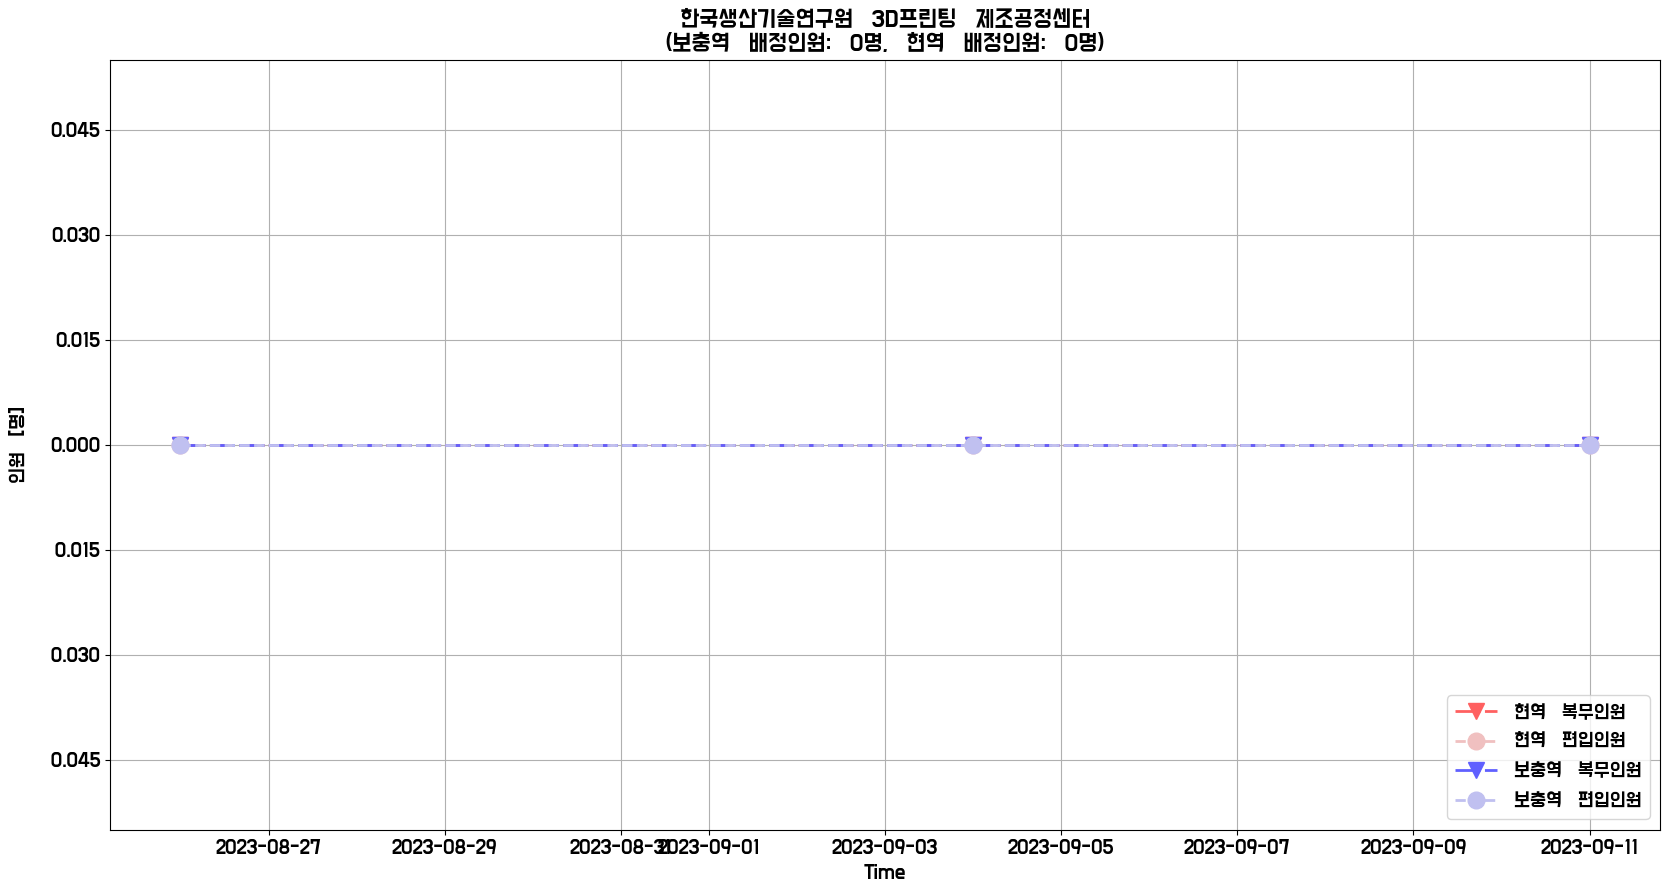 한국생산기술연구원 3D프린팅 제조공정센터
(보충역 배정인원: 0명, 현역 배정인원: 0명)
0.045
0.030
0.015
0.000
0.015
0.030
0.045
인원 [명]
현역 복무인원
현역 편입인원
보충역 복무인원
보충역 편입인원
2023-08-27 2023-08-29 2023-08-31 2023-09-01 2023-09-03 2023-09-05 2023-09-07 2023-09-09 2023-09-11
Time